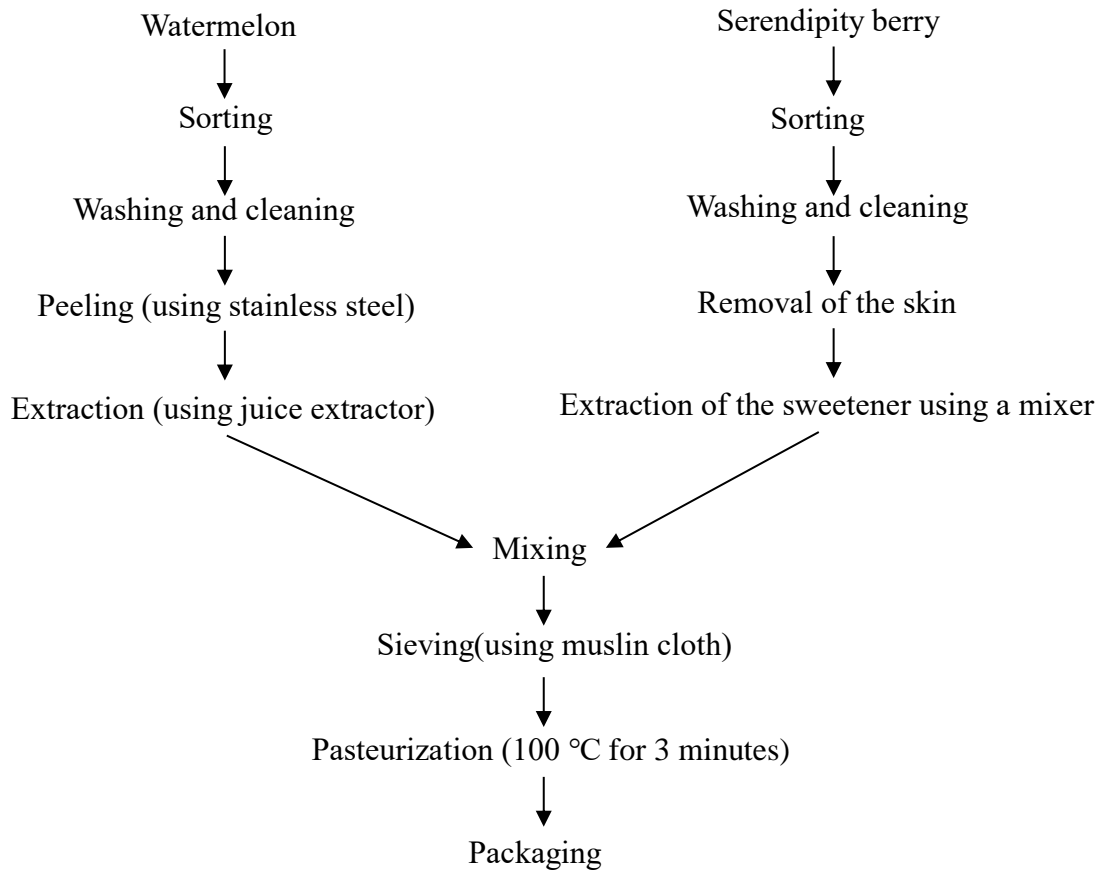 Watermelon
Serendipity berry
Sorting
Sorting
Washing and cleaning
Washing and cleaning
Peeling (using stainless steel)
Removal of the skin
Extraction (using juice extractor)
Extraction of the sweetener using a mixer
Mixing
Sieving(using muslin cloth)
Pasteurization (100 ℃ for 3 minutes)
Packaging